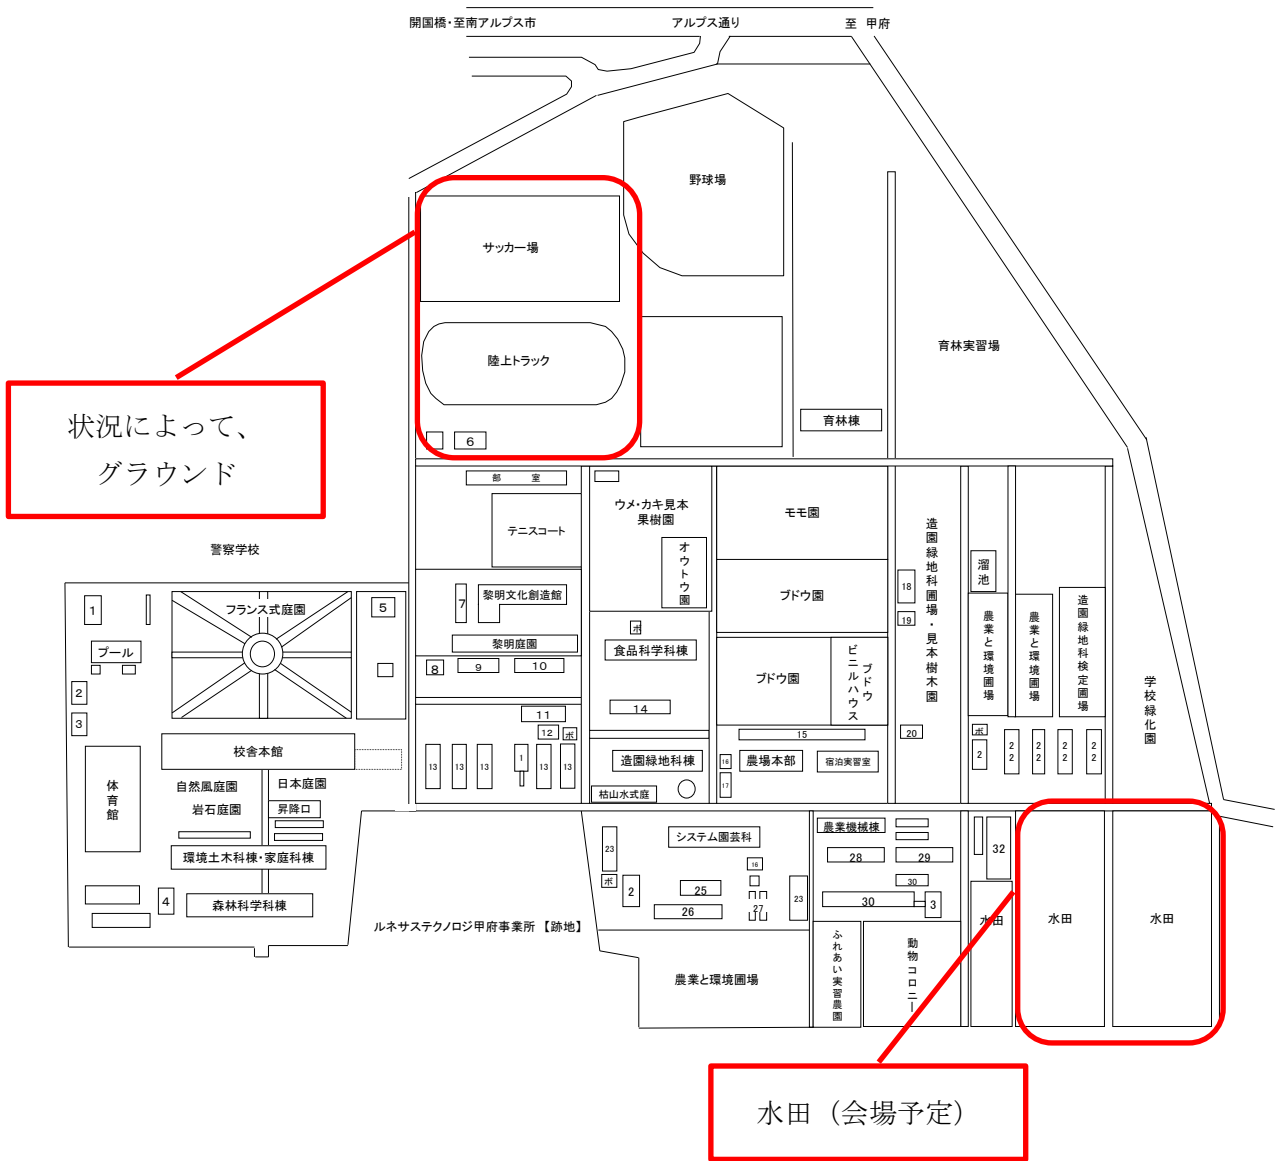 開国橋・至南アルプス市
アルプス通り
至 甲府
野球場
サッカー場
陸上トラック
育林実習場
状況によって、
グラウンド
6
育林棟
部 室
ウメ・カキ見本
果樹園
テニスコート
オウトウ園
モモ園
造園緑地科圃場・見本樹木園
溜池
警察学校
1
フランス式庭園
5
7
黎明文化創造館
ブドウ園
18
19
農業と環境圃場
農業と環境圃場
造園緑地科検定圃場
プール
黎明庭園
ボ
食品科学科棟
8
9
10
ブドウ園
ブドウ
ビニルハウス
学校緑化園
2
3
14
11
12
ボ
15
20
ボ
校舎本館
13
13
13
1
13
13
造園緑地科棟
16
農場本部
宿泊実習室
2
22
22
22
22
体育館
自然風庭園
日本庭園
岩石庭園
昇降口
枯山水式庭
17
システム園芸科
農業機械棟
環境土木科棟・家庭科棟
23
16
28
29
32
ボ
2
25
30
4
森林科学科棟
26
27
23
30
3
ルネサステクノロジ甲府事業所 【跡地】
水田
水田
水田
農業と環境圃場
ふれあい実習農園
動物コロニー
水田（会場予定）